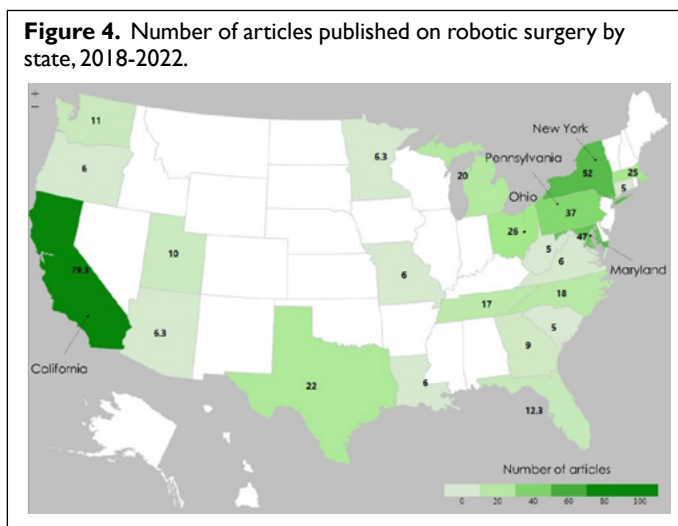 Figure 4. Number of articles published on robotic surgery by
state, 2018-2022.
+
−
11
6.3
New York
Pennsylvania
6
20
52
25
Ohio
5
37
26
47
5
10
6
6
Maryland
79.3
17
18
6.3
5
California
9
22
6
12.3
Number of articles
0 20 40 60 80 100